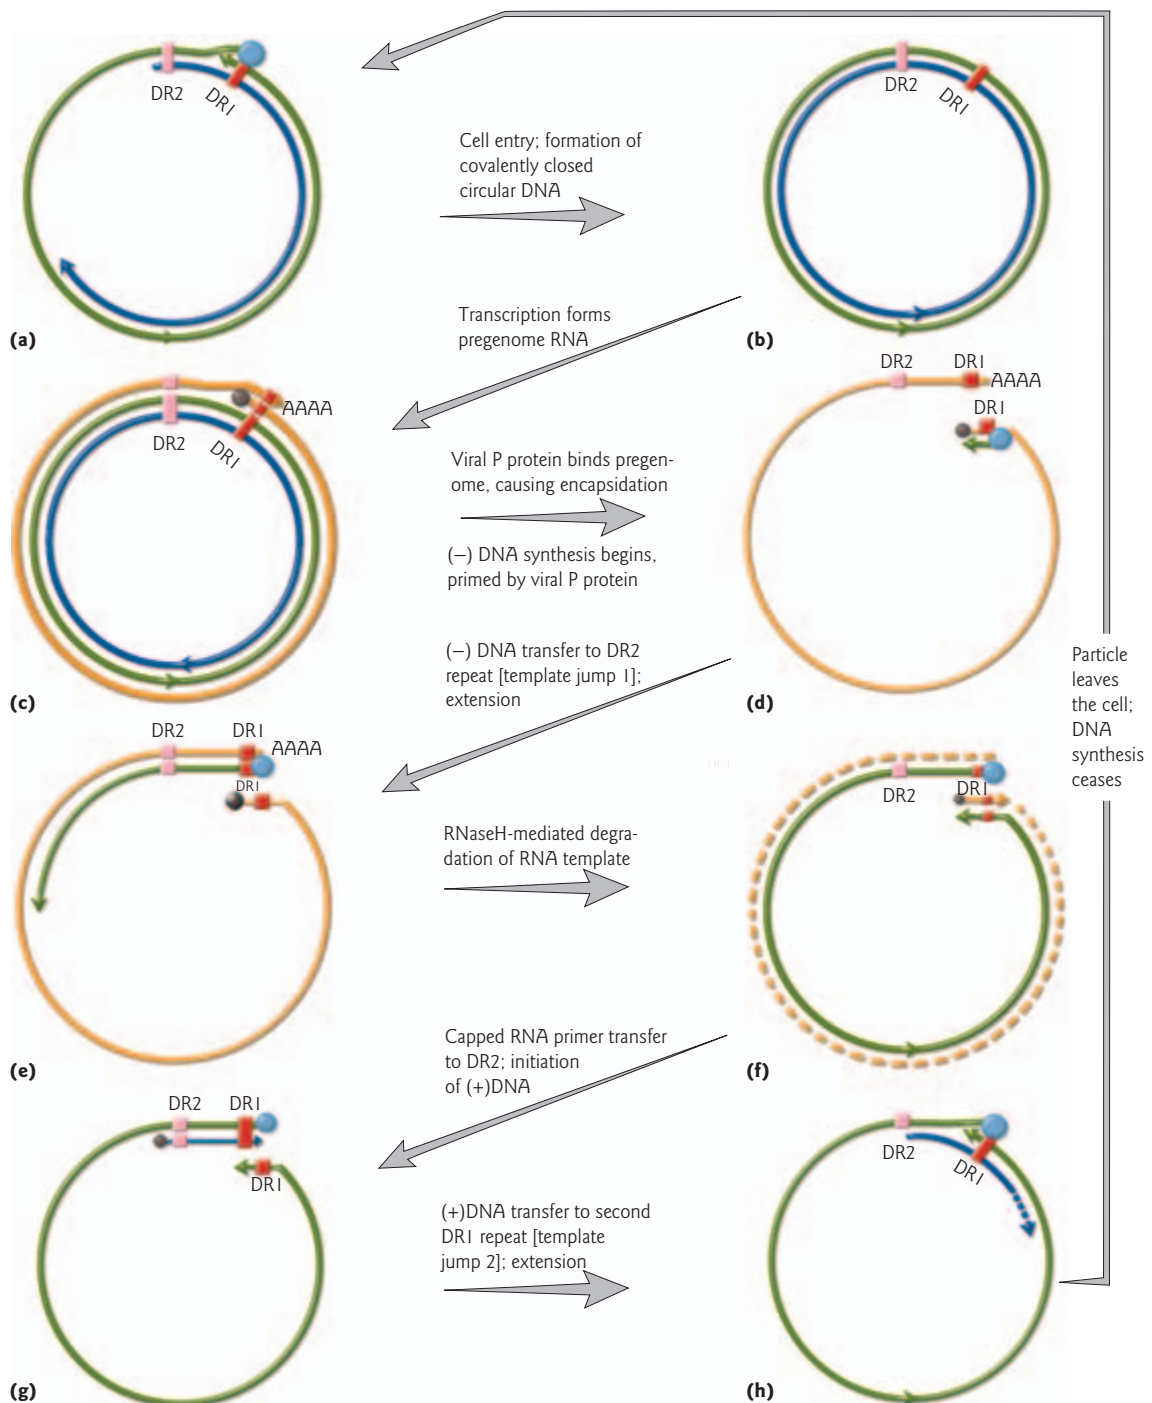 DR2
DR1
Cell entry; formation of
covalently closed
circular DNA
(a)
DR2
DR1
(b)
Transcription forms
pregenome RNA
DR2
DR1
AAAA
(c)
Viral P protein binds pregen-
ome, causing encapsidation
(–) DNA synthesis begins,
primed by viral P protein
DR2
DR1
AAAA
DR1
(d)
(–) DNA transfer to DR2
repeat [template jump 1];
extension
DR2
DR1
AAAA
DR1
(e)
RNaseH-mediated degra-
dation of RNA template
DR2
DR1
(f)
Capped RNA primer transfer
to DR2; initiation
of (+)DNA
DR2
DR1
DR1
(g)
(+)DNA transfer to second
DR1 repeat [template
jump 2]; extension
DR2
DR1
(h)
Particle
leaves
the cell;
DNA
synthesis
ceases